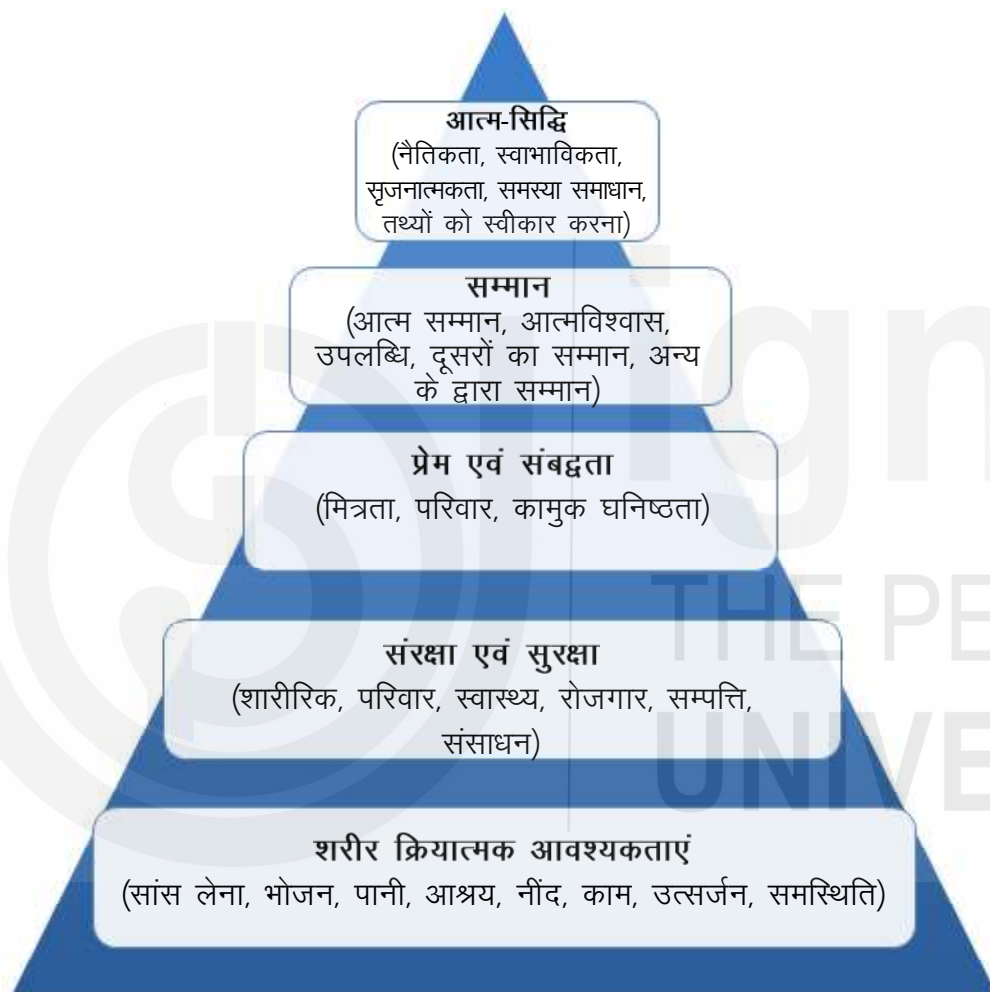 आत्म-सिद्धि
(नैतिकता, स्वाभाविकता,
सृजनात्मकता, समस्या समाधान,
तथ्यों को स्वीकार करना)
सम्मान
(आत्म सम्मान, आत्मविश्वास,
उपलब्धि, दूसरों का सम्मान, अन्य
के द्वारा सम्मान)
प्रेम एवं संबद्वता
(मित्रता, परिवार, कामुक घनिष्ठता)
संरक्षा एवं सुरक्षा
(शारीरिक, परिवार, स्वास्थ्य, रोजगार, सम्पत्ति,
संसाधन)
शरीर क्रियात्मक आवश्यकताएं
(सांस लेना, भोजन, पानी, आश्रय, नींद, काम, उत्सर्जन, समस्थिति)
ign
THE PE
UNIVE